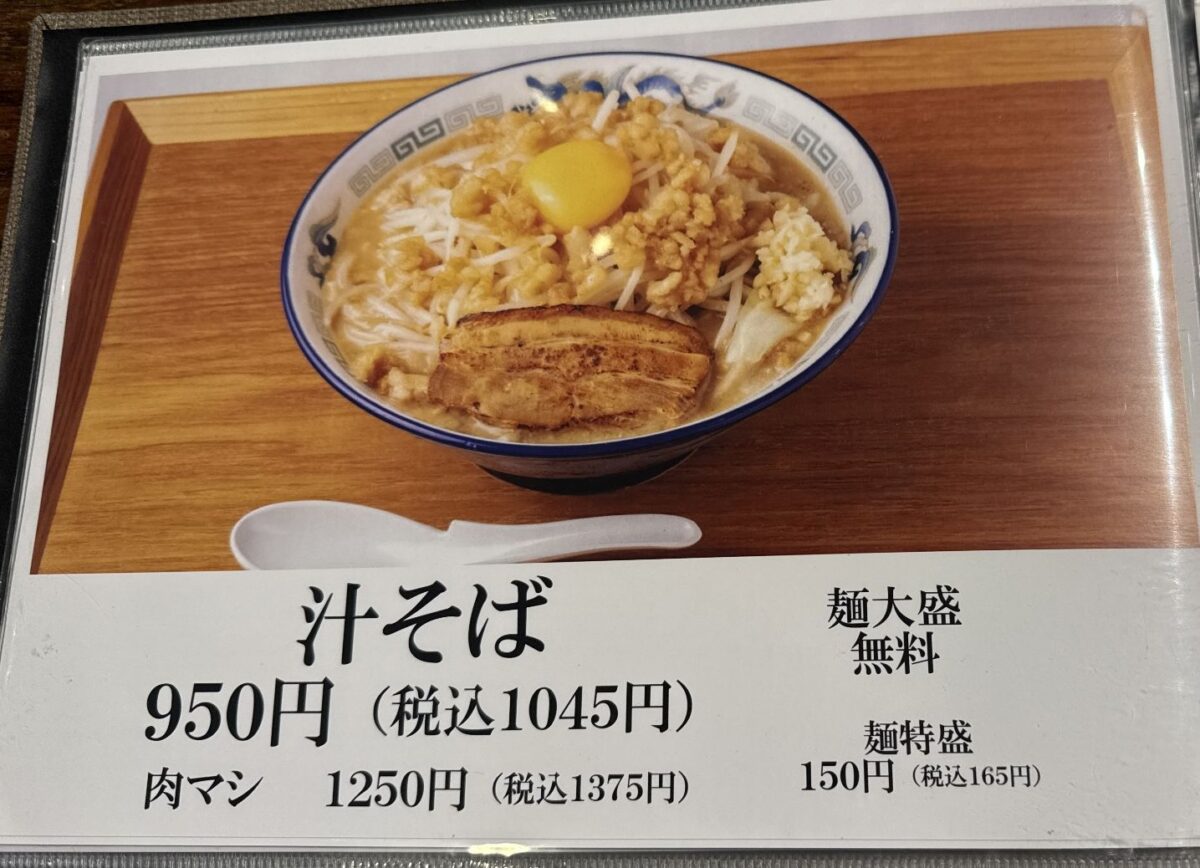 汁そば
950円（税込1045円）
肉マシ 1250円（税込1375円）
麺大盛
無料
麺特盛
150円（税込165円）